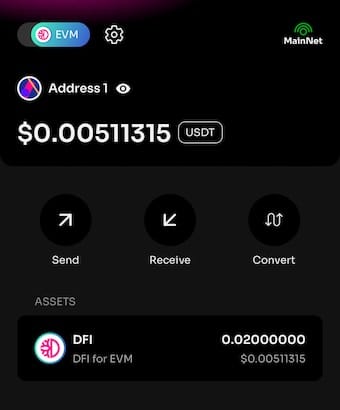 EVM
MainNet
Address 1
$0.00511315 USDT
Send Receive Convert
ASSETS
DFI 0.02000000
DFI for EVM $0.00511315